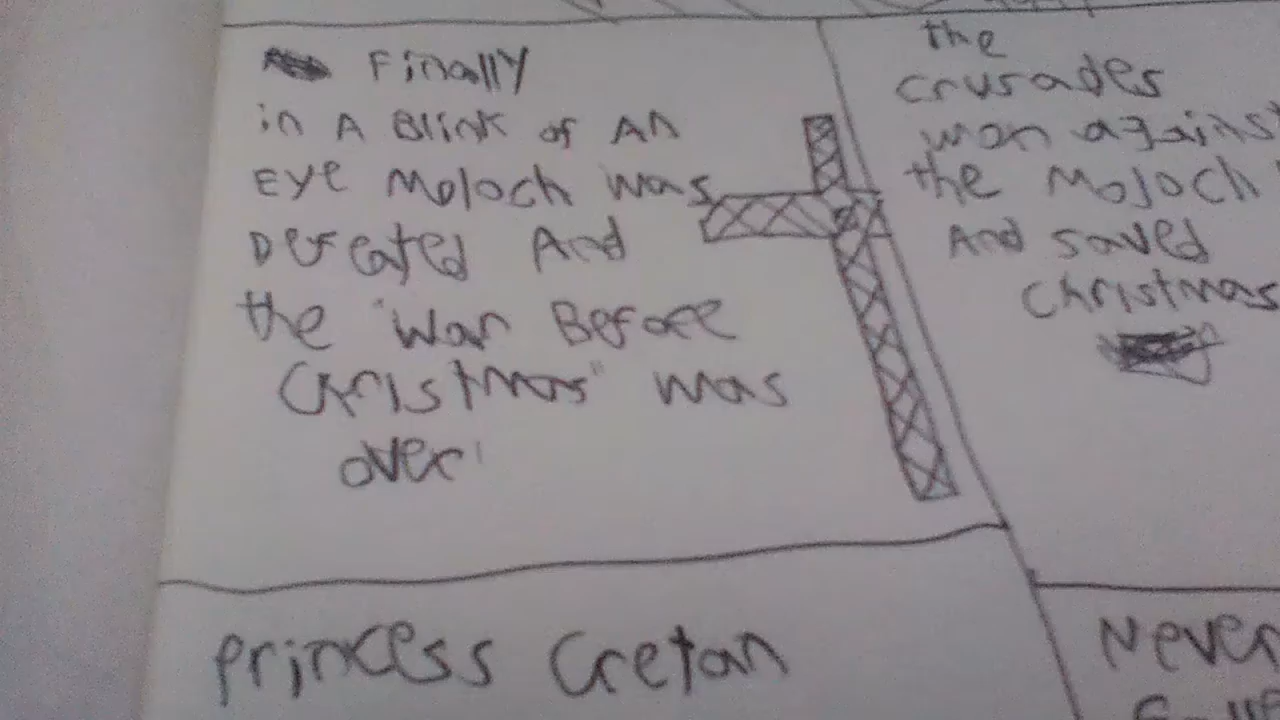 Finally
in A Blink of An
EYE Moloch was
Defeated And
the "War Before
Christmas" was
over
the
crusades
won against
the Moloch
And saved
Christmas
Princess Cretan
Never